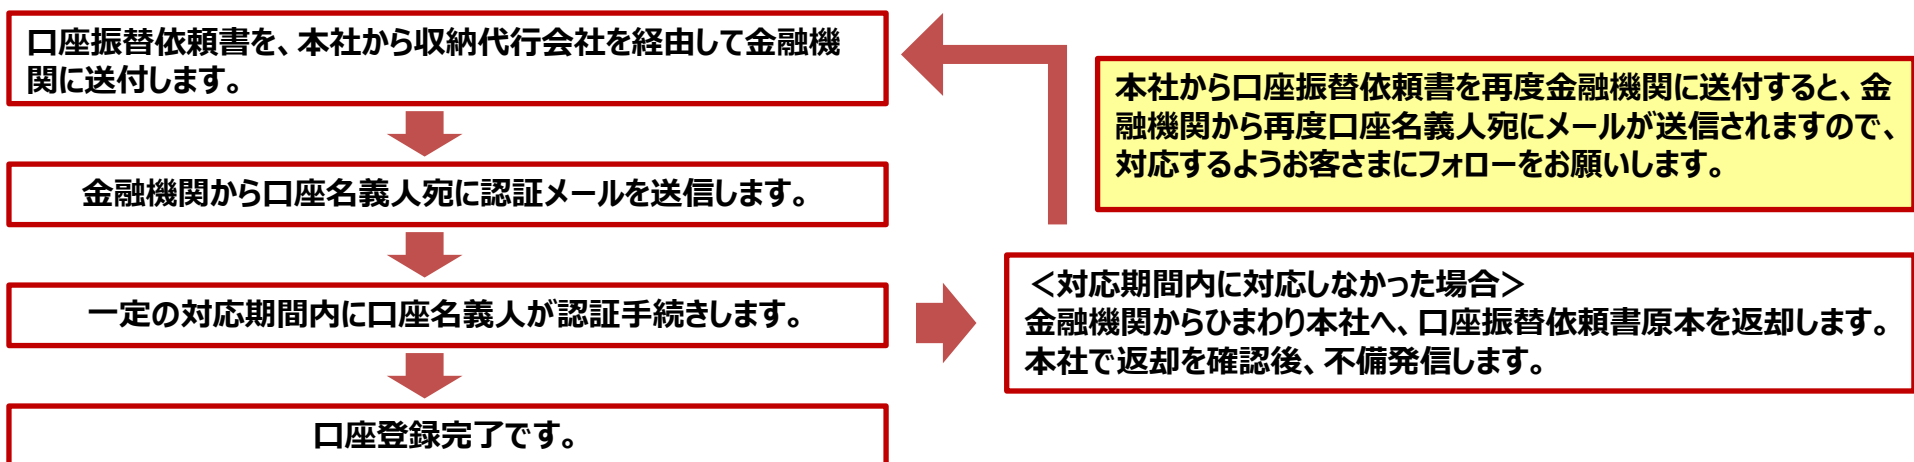 口座振替依頼書を、本社から収納代行会社を経由して金融機
関に送付します。
金融機関から口座名義人宛に認証メールを送信します。
一定の対応期間内に口座名義人が認証手続きします。
口座登録完了です。
本社から口座振替依頼書を再度金融機関に送付すると、金
融機関から再度口座名義人宛にメールが送信されますので、
対応するようお客さまにフォローをお願いします。
＜対応期間内に対応しなかった場合＞
金融機関からひまわり本社へ、口座振替依頼書原本を返却します。
本社で返却を確認後、不備発信します。